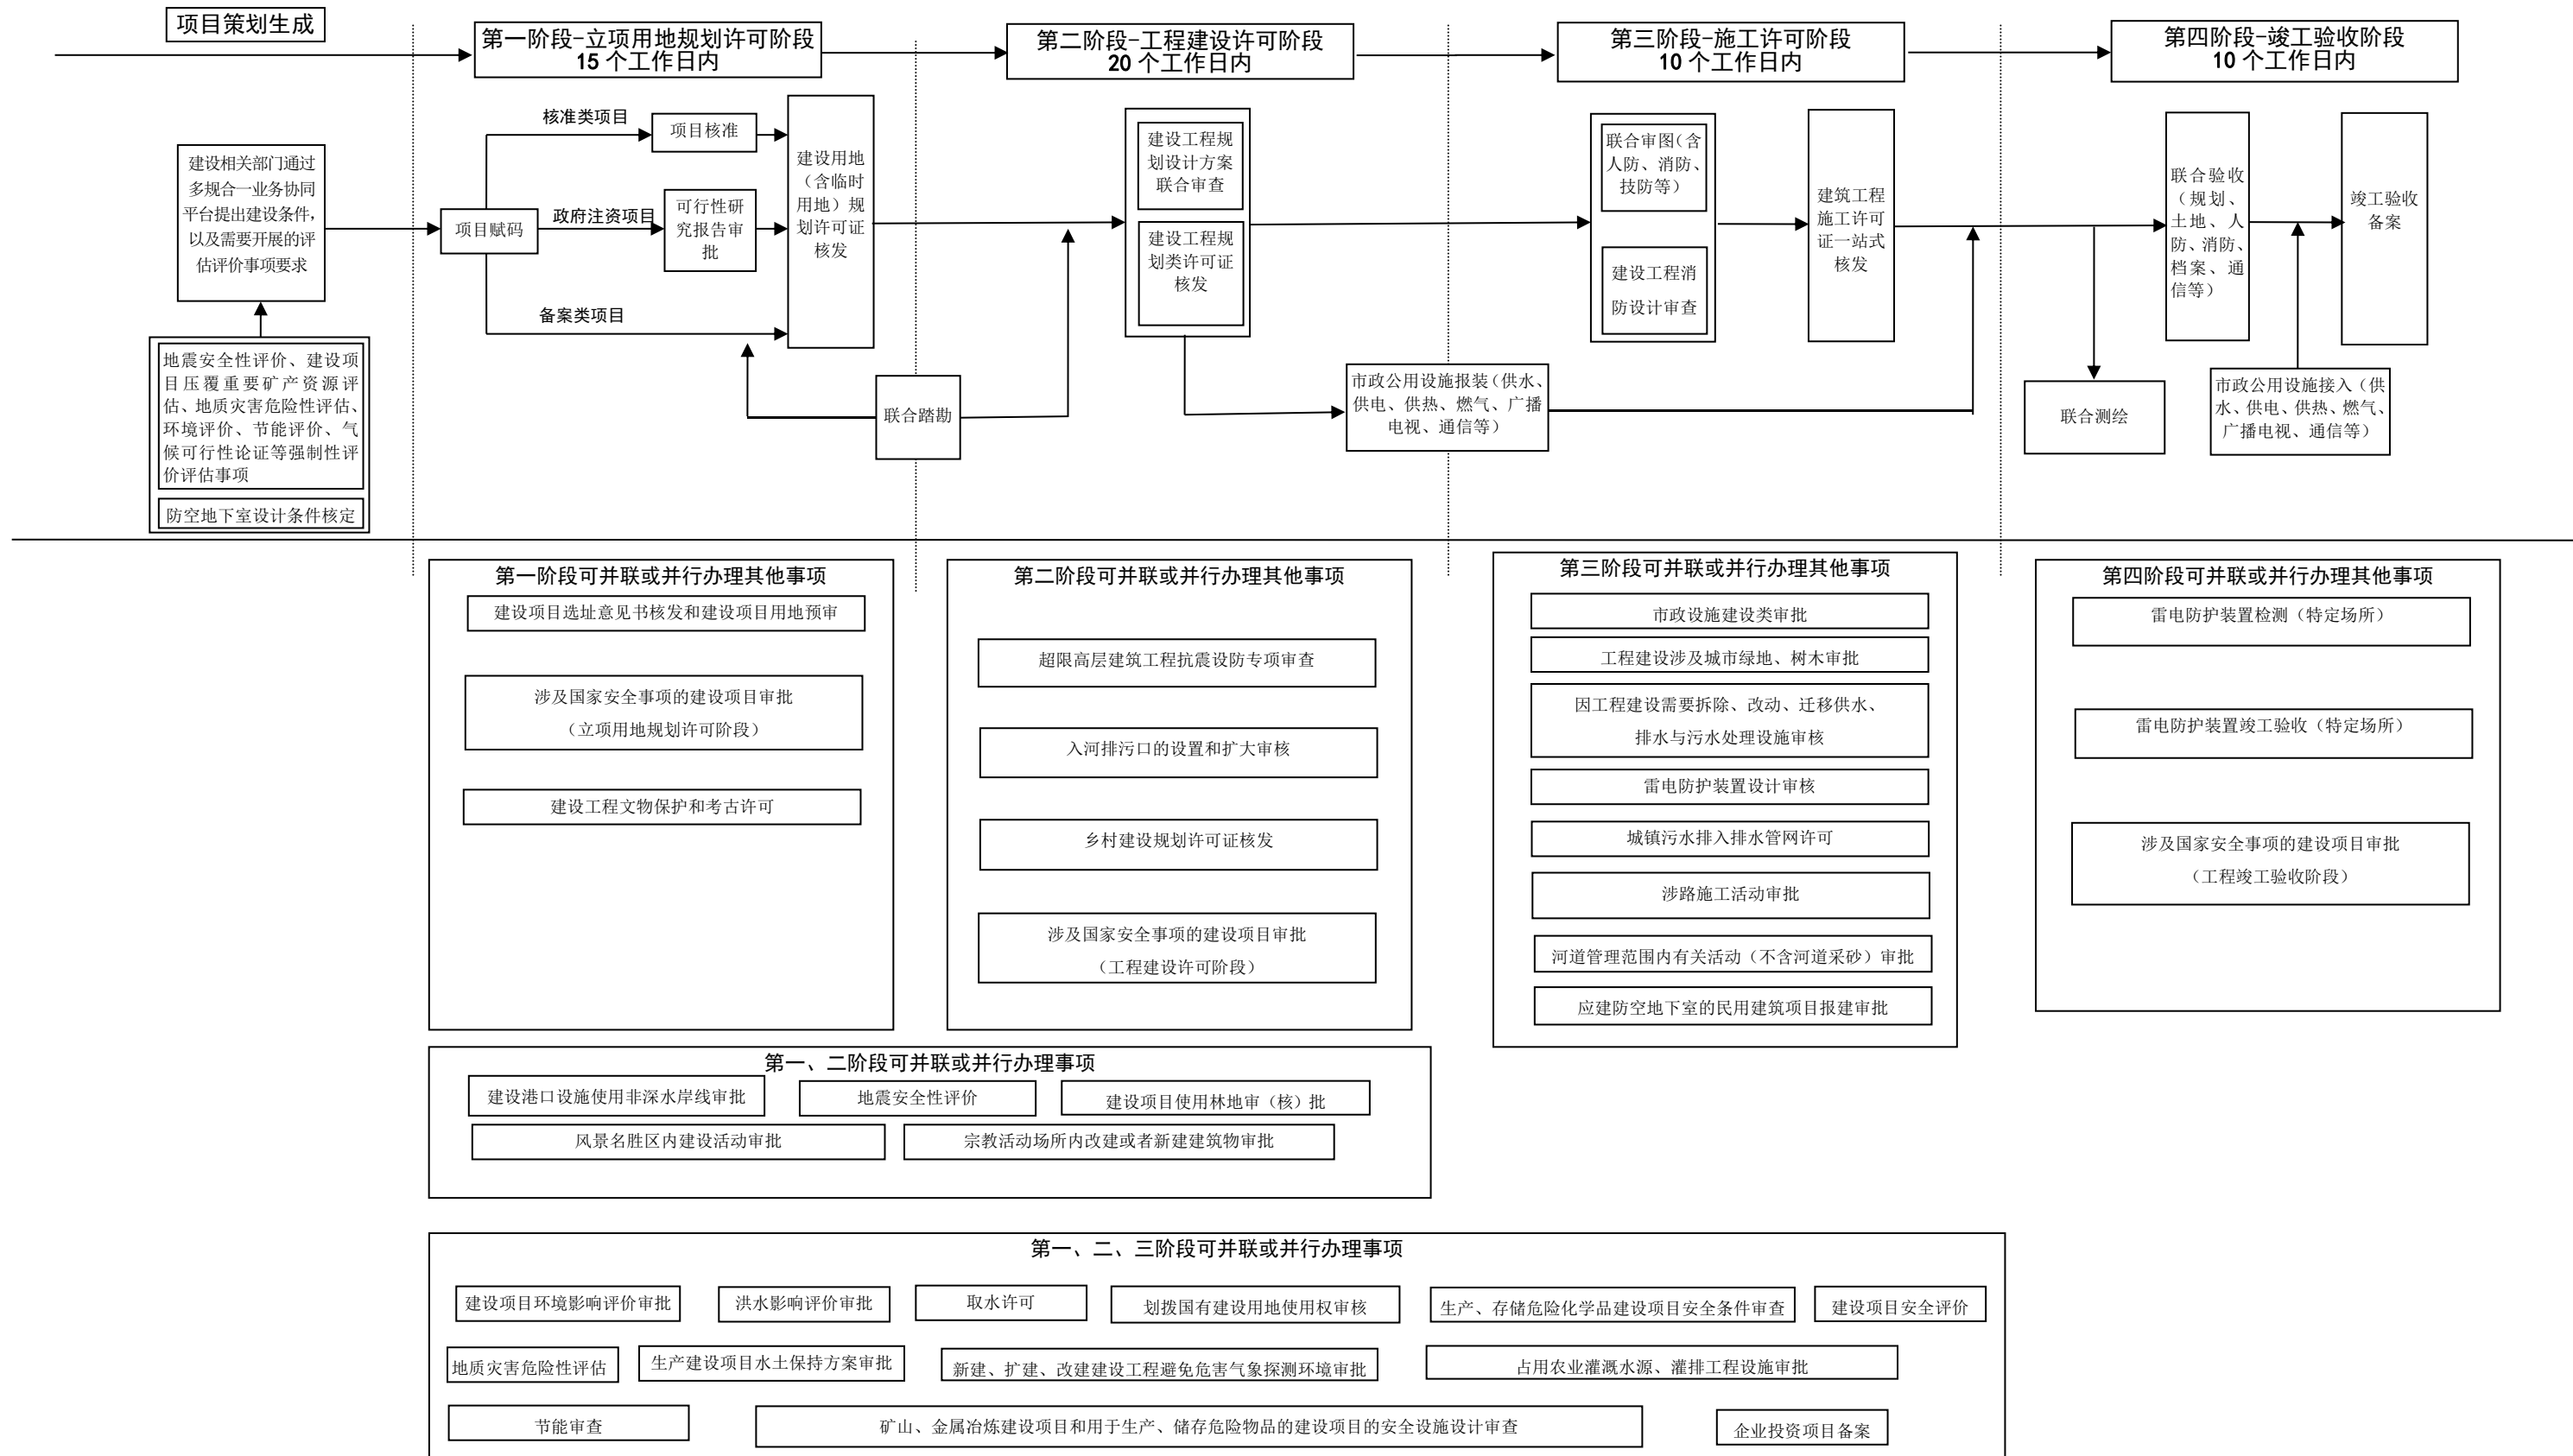 项目策划生成
第一阶段-立项用地规划许可阶段
15 个工作日内
第二阶段-工程建设许可阶段
20 个工作日内
第三阶段-施工许可阶段
10 个工作日内
第四阶段-竣工验收阶段
10 个工作日内
建设相关部门通过
多规合一业务协同
平台提出建设条件，
以及需要开展的评
估评价事项要求
地震安全性评价、建设项
目压覆重要矿产资源评
估、地质灾害危险性评估、
环境评价、节能评价、气
候可行性论证等强制性评
价评估事项
防空地下室设计条件核定
项目赋码
核准类项目
政府注资项目
备案类项目
项目核准
可行性研
究报告审
批
建设用地
（含临时
用地）规
划许可证
核发
联合踏勘
建设工程规
划设计方案
联合审查
建设工程规
划类许可证
核发
市政公用设施报装（供水、
供电、供热、燃气、广播
电视、通信等）
联合审图（含
人防、消防、
技防等）
建设工程消
防设计审查
建筑工程
施工许可
证一站式
核发
联合测绘
联合验收
（规划、
土地、人
防、消防、
档案、通
信等）
市政公用设施接入（供
水、供电、供热、燃气、
广播电视、通信等）
竣工验收
备案
第一阶段可并联或并行办理其他事项
建设项目选址意见书核发和建设项目用地预审
涉及国家安全事项的建设项目审批
（立项用地规划许可阶段）
建设工程文物保护和考古许可
第二阶段可并联或并行办理其他事项
超限高层建筑工程抗震设防专项审查
入河排污口的设置和扩大审核
乡村建设规划许可证核发
涉及国家安全事项的建设项目审批
（工程建设许可阶段）
第三阶段可并联或并行办理其他事项
市政设施建设类审批
工程建设涉及城市绿地、树木审批
因工程建设需要拆除、改动、迁移供水、
排水与污水处理设施审核
雷电防护装置设计审核
城镇污水排入排水管网许可
涉路施工活动审批
河道管理范围内有关活动（不含河道采砂）审批
应建防空地下室的民用建筑项目报建审批
第四阶段可并联或并行办理其他事项
雷电防护装置检测（特定场所）
雷电防护装置竣工验收（特定场所）
涉及国家安全事项的建设项目审批
（工程竣工验收阶段）
第一、二阶段可并联或并行办理事项
建设港口设施使用非深水岸线审批
地震安全性评价
建设项目使用林地审（核）批
风景名胜区内建设活动审批
宗教活动场所内改建或者新建建筑物审批
第一、二、三阶段可并联或并行办理事项
建设项目环境影响评价审批
洪水影响评价审批
取水许可
划拨国有建设用地使用权审核
生产、存储危险化学品建设项目安全条件审查
建设项目安全评价
地质灾害危险性评估
生产建设项目水土保持方案审批
新建、扩建、改建建设工程避免危害气象探测环境审批
占用农业灌溉水源、灌排工程设施审批
节能审查
矿山、金属冶炼建设项目和用于生产、储存危险物品的建设项目的安全设施设计审查
企业投资项目备案